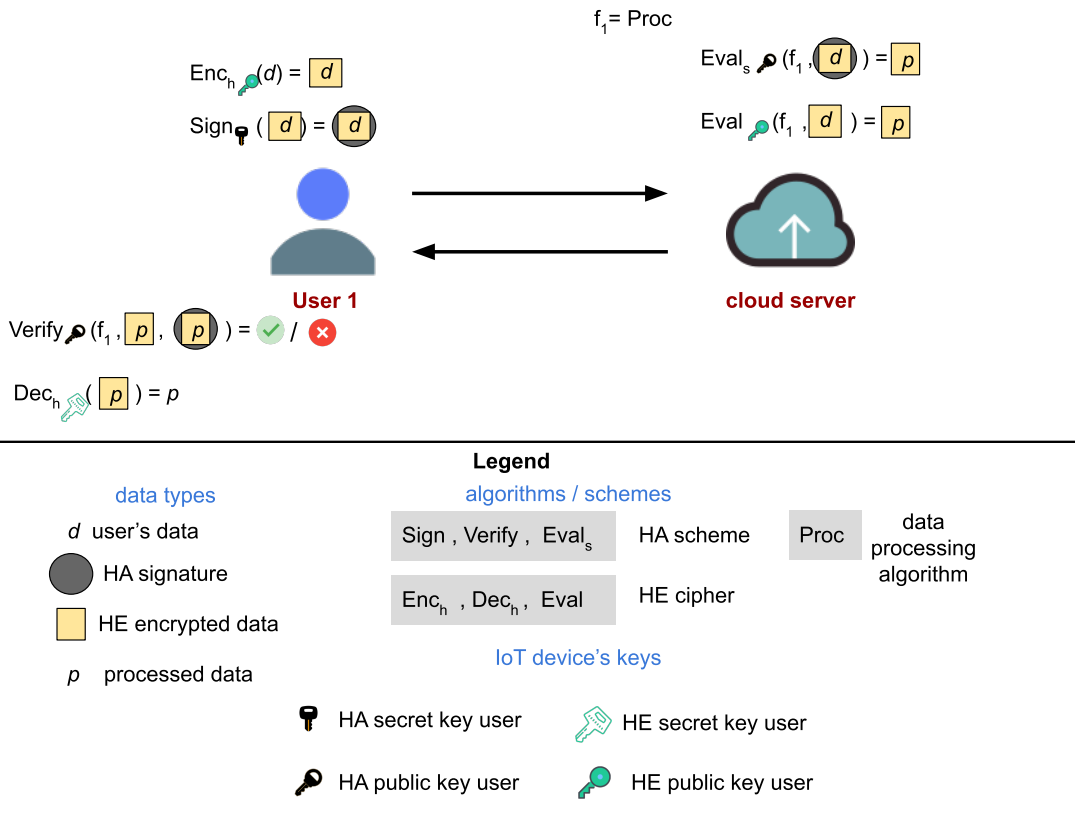 f1= Proc
Ench (d) = d
Evals (f1 , d ) = p
Sign ( d ) = d
Eval (f1 , d ) = p
User 1
cloud server
Verify (f1 , p , p ) = /
Dech ( p ) = p
Legend
data types
algorithms / schemes
d user's data
Sign , Verify , Evals
HA scheme
Proc
data
processing
algorithm
HA signature
Ench , Dech , Eval
HE cipher
HE encrypted data
IoT device's keys
p processed data
HA secret key user
HE secret key user
HA public key user
HE public key user